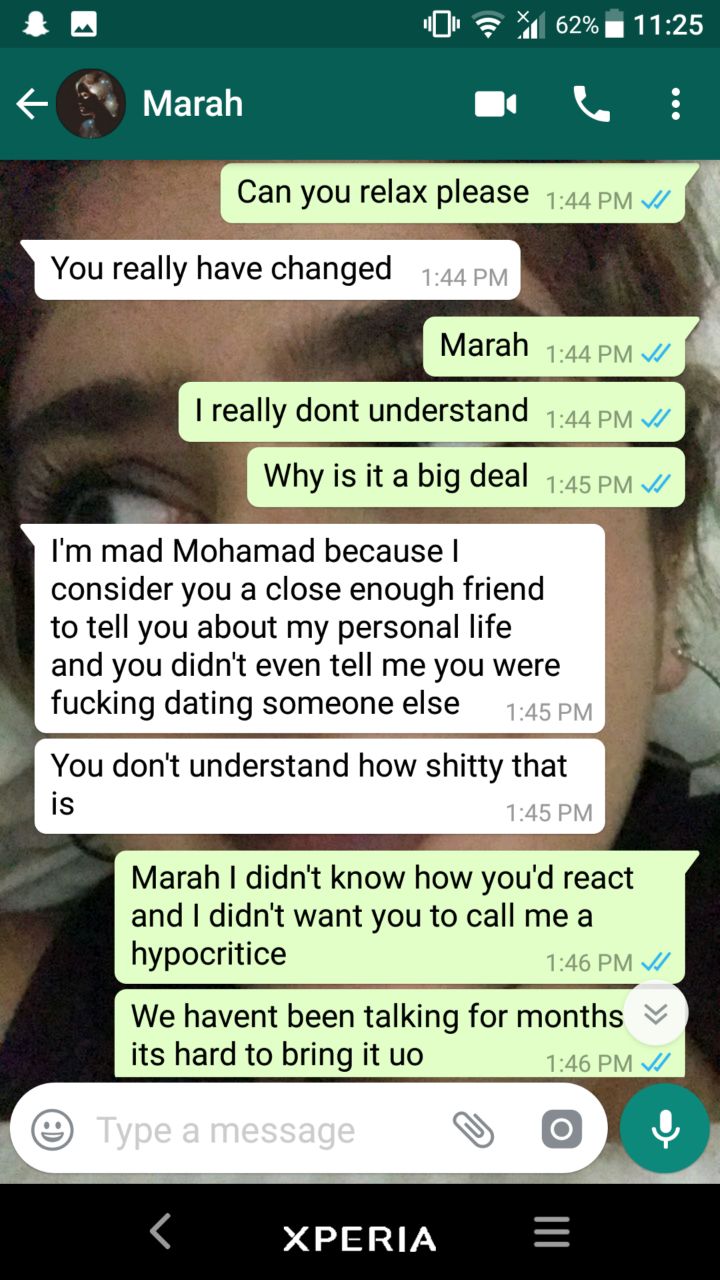 62% 11:25
Marah
Can you relax please 1:44 PM
You really have changed 1:44 PM
Marah 1:44 PM
I really dont understand 1:44 PM
Why is it a big deal 1:45 PM
I'm mad Mohamad because I
consider you a close enough friend
to tell you about my personal life
and you didn't even tell me you were
fucking dating someone else 1:45 PM
You don't understand how shitty that
is 1:45 PM
Marah I didn't know how you'd react
and I didn't want you to call me a
hypocritice 1:46 PM
We havent been talking for months
its hard to bring it uo 1:46 PM
Type a message
XPERIA